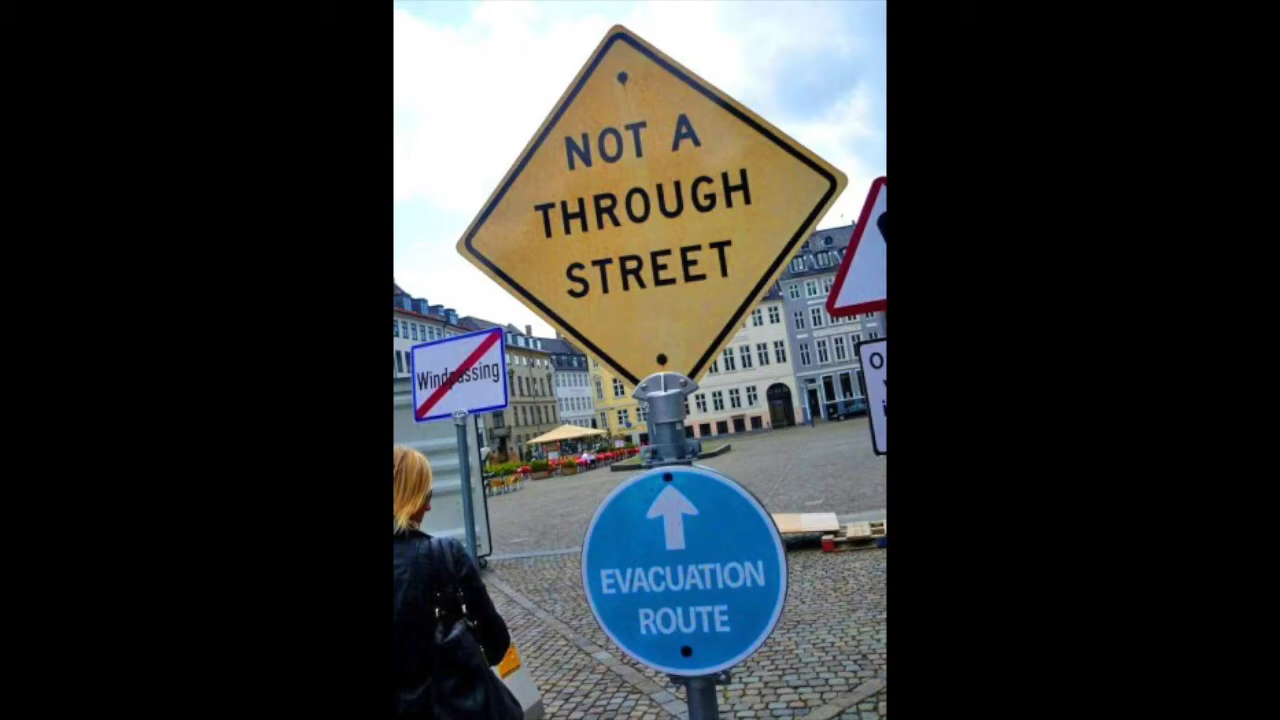 NOT A
THROUGH
STREET
Windpassing
EVACUATION
ROUTE